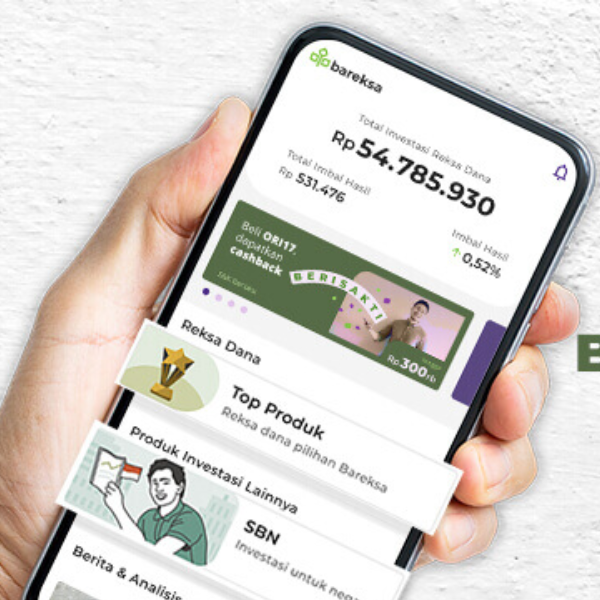 bareksa
Total Investasi Reksa Dana
Rp 54.785.930
Total Imbal Hasil
Rp 531.476
Imbal Hasil
0,52%
Beli ORI17,
dapatkan
cashback
BERISAKTI
S&K berlaku
hingga
Rp.300rb
Reksa Dana
Top Produk
Reksa dana pilihan Bareksa
Produk Investasi Lainnya
SBN
Investasi untuk neg
Berita & Analisis
B